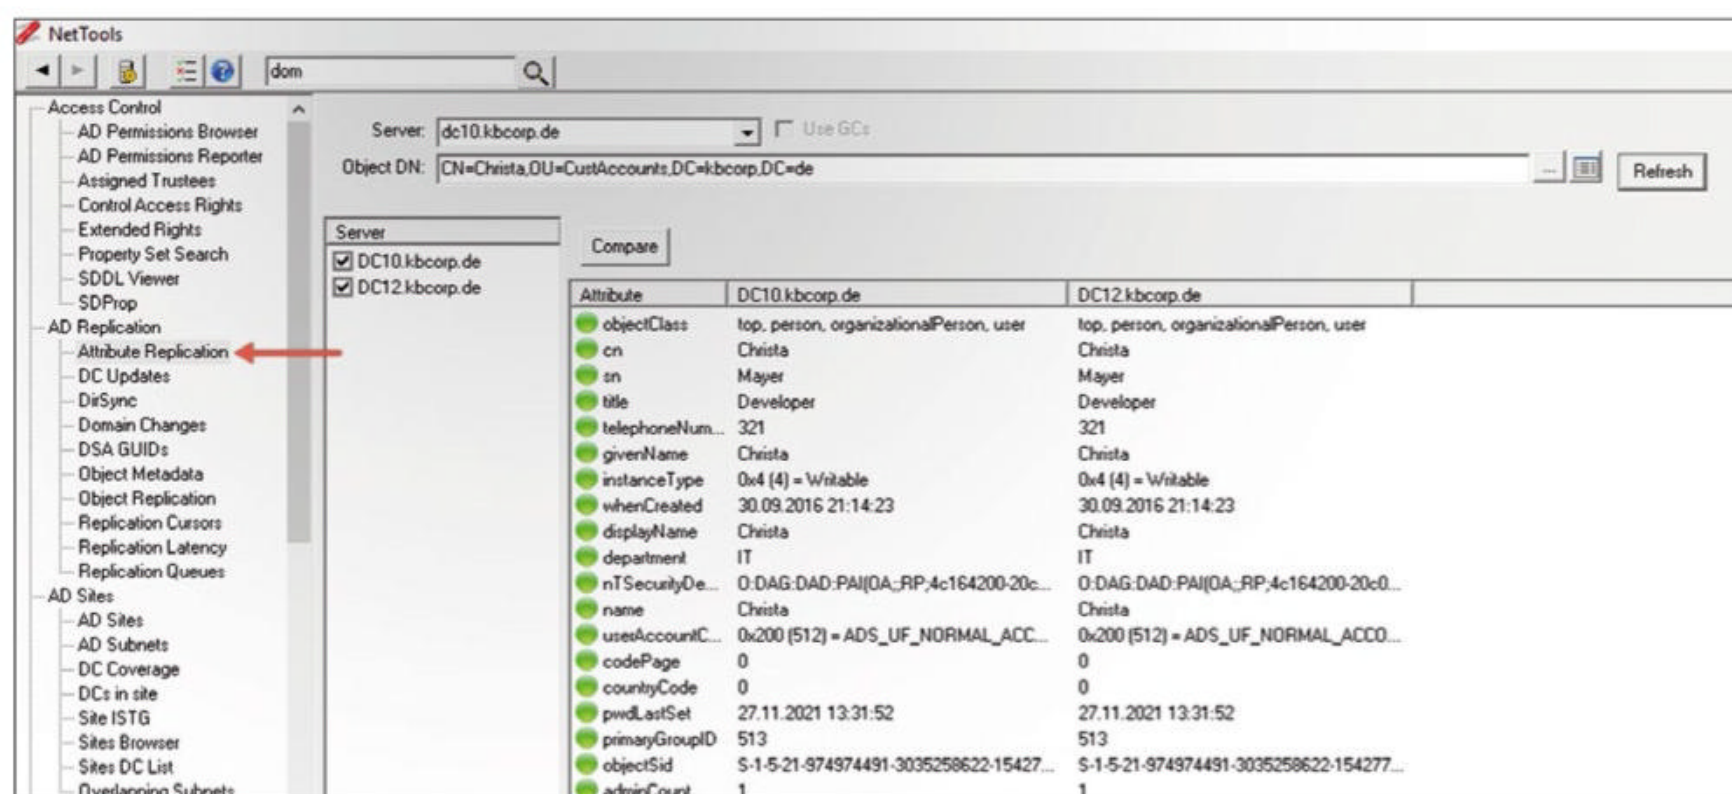 NetTools
dom
Access Control
AD Permissions Browser
AD Permissions Reporter
Assigned Trustees
Control Access Rights
Extended Rights
Property Set Search
SDDL Viewer
SDProp
AD Replication
Attribute Replication
DC Updates
DirSync
Domain Changes
DSA GUIDs
Object Metadata
Object Replication
Replication Cursors
Replication Latency
Replication Queues
AD Sites
AD Sites
AD Subnets
DC Coverage
DCs in site
Site ISTG
Sites Browser
Sites DC List
Overlapping Subnets
Server: dc10.kbcorp.de Use GCs
Object DN: CN=Christa,OU=CustAccounts,DC=kbcorp,DC=de ... Refresh
Server
DC10.kbcorp.de
DC12.kbcorp.de
Compare
Attribute DC10.kbcorp.de DC12.kbcorp.de
objectClass top, person, organizationalPerson, user top, person, organizationalPerson, user
cn Christa Christa
sn Mayer Mayer
title Developer Developer
telephoneNum... 321 321
givenName Christa Christa
instanceType 0x4 (4) = Writable 0x4 (4) = Writable
whenCreated 30.09.2016 21:14:23 30.09.2016 21:14:23
displayName Christa Christa
department IT IT
nTSecurityDe... O:DAG:DAD:PAI(OA;;RP;4c164200-20c... O:DAG:DAD:PAI(OA;;RP;4c164200-20c0...
name Christa Christa
userAccountC... 0x200 (512) = ADS_UF_NORMAL_ACC... 0x200 (512) = ADS_UF_NORMAL_ACCO...
codePage 0 0
countryCode 0 0
pwdLastSet 27.11.2021 13:31:52 27.11.2021 13:31:52
primaryGroupID 513 513
objectSid S-1-5-21-974974491-3035258622-15427... S-1-5-21-974974491-3035258622-154277...
adminCount 1 1